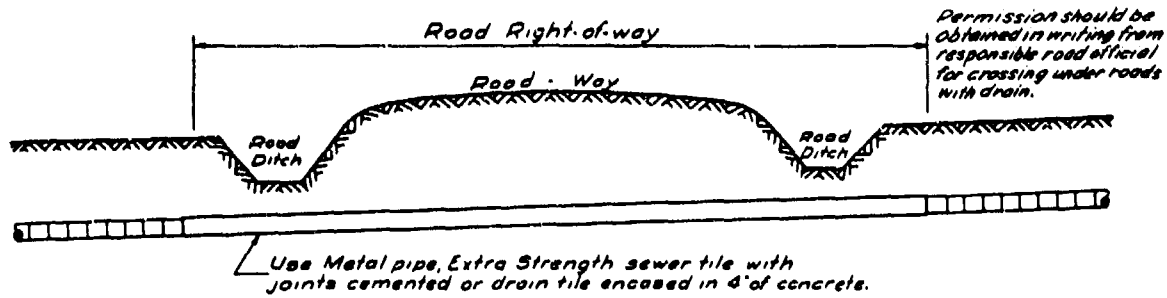 Road Right-of-way
Permission should be
obtained in writing from
responsible road official
for crossing under roads
with drain.
Road - Way
Road
Ditch
Road
Ditch
Use Metal pipe, Extra Strength sewer tile with
joints cemented or drain tile encased in 4" of concrete.